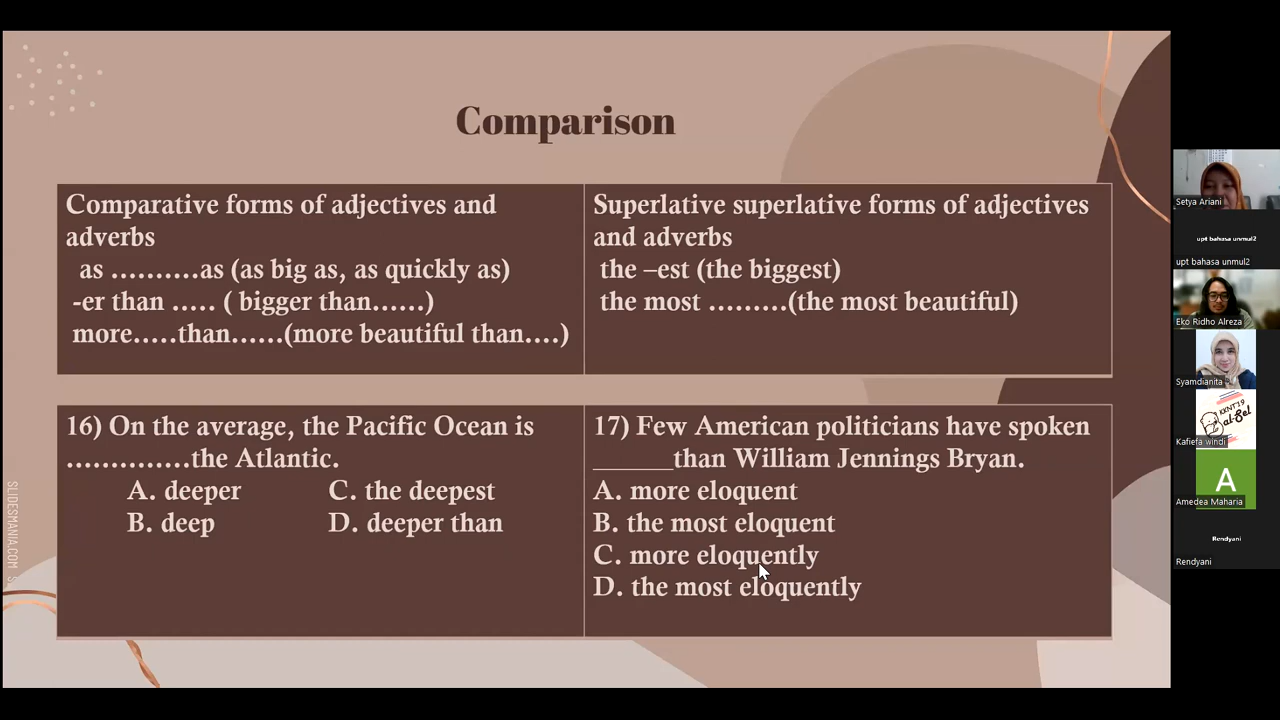 Comparison
Comparative forms of adjectives and
adverbs
as ..........as (as big as, as quickly as)
-er than ..... ( bigger than......)
more.....than......(more beautiful than....)
Superlative superlative forms of adjectives
and adverbs
the –est (the biggest)
the most .........(the most beautiful)
16) On the average, the Pacific Ocean is
..............the Atlantic.
A. deeper C. the deepest
B. deep D. deeper than
17) Few American politicians have spoken
______than William Jennings Bryan.
A. more eloquent
B. the most eloquent
C. more eloquently
D. the most eloquently
SLIDESMANIA.COM
Setya Ariani
upt bahasa unmul2
upt bahasa unmul2
Eko Ridho Alreza
Syamdianita
KKNT'19
al-Bel
Kafiefa windi
A
Amedea Maharia
Rendyani
Rendyani